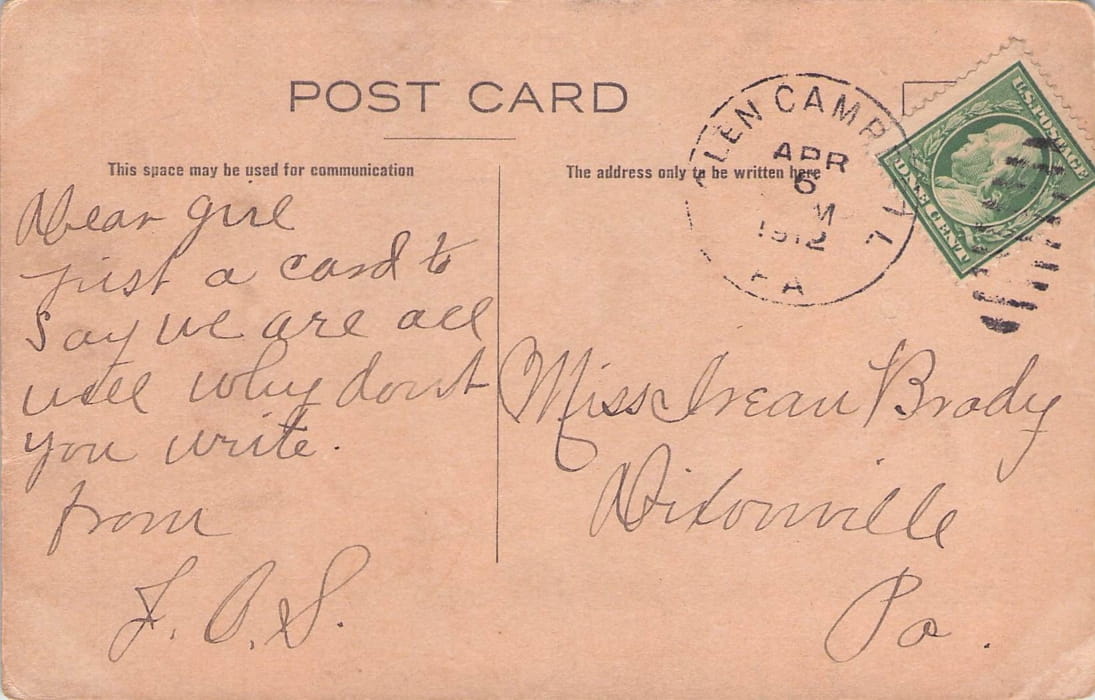 POST CARD
This space may be used for communication
The address only to be written here
GLEN CAMPBELL
APR
6
M
1912
PA
U.S. POSTAGE
ONE CENT
Dear girl
just a card to
Say we are all
well why dont
you write.
from
J. O. S.
Miss Irean Brady
Dixonville
Pa.